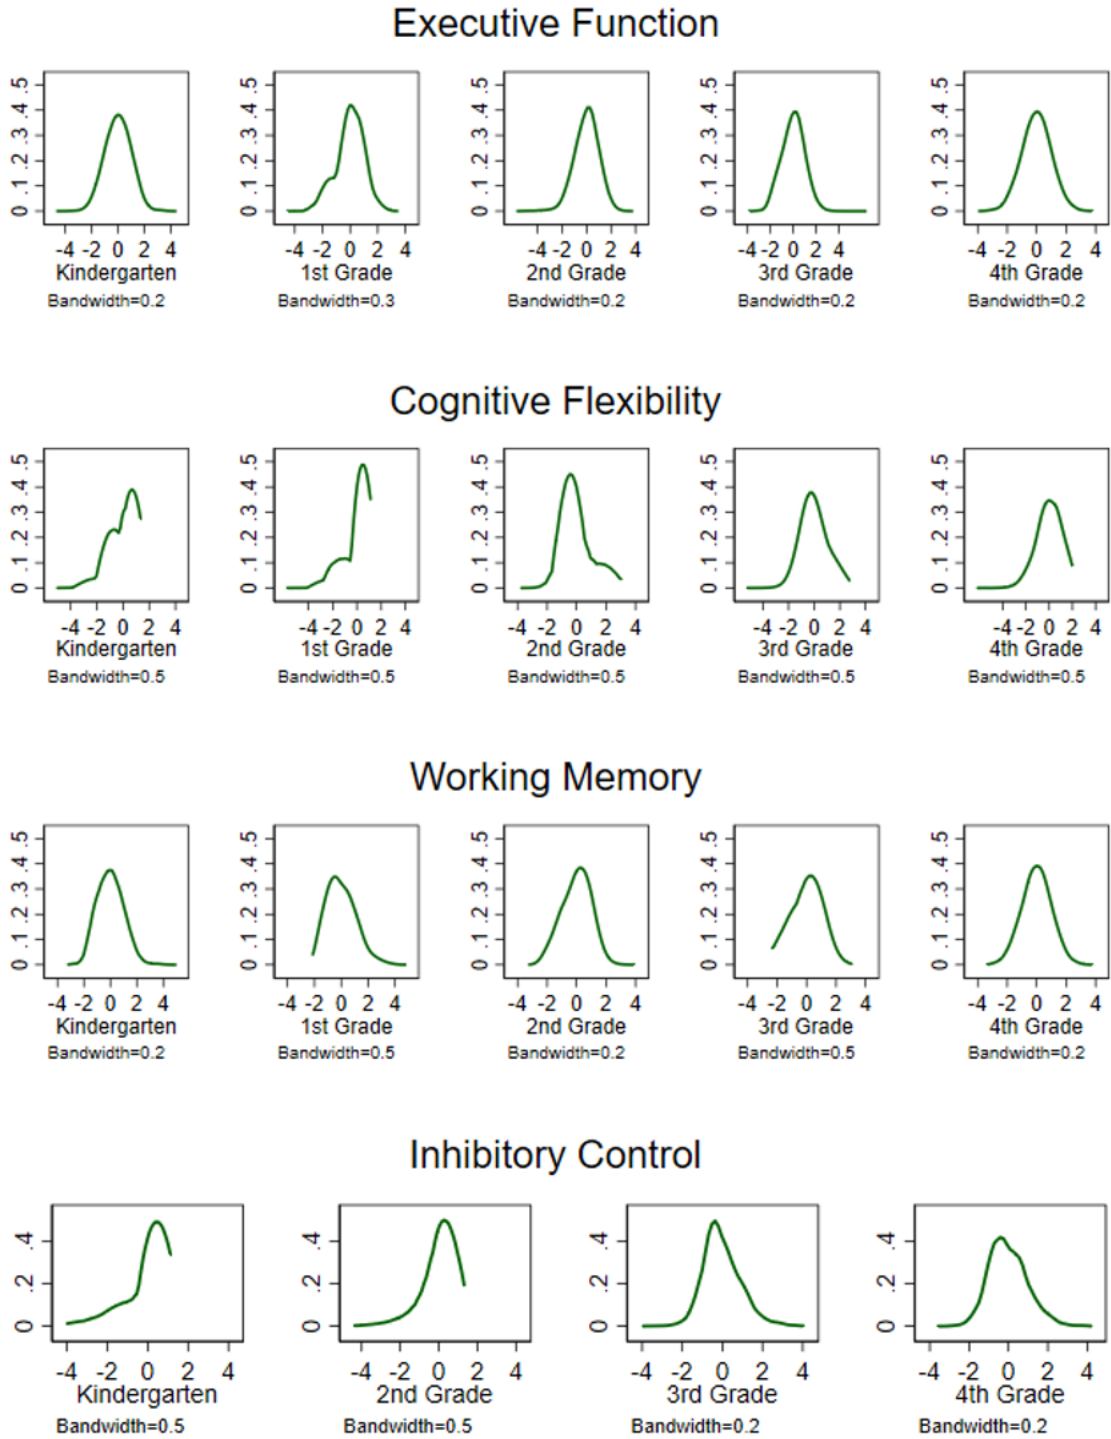 Executive Function
.5 .5 .5 .5 .5
.4 .4 .4 .4 .4
.3 .3 .3 .3 .3
.2 .2 .2 .2 .2
.1 .1 .1 .1 .1
0 0 0 0 0
-4 -2 0 2 4 -4 -2 0 2 4 -4 -2 0 2 4 -4 -2 0 2 4 -4 -2 0 2 4
Kindergarten 1st Grade 2nd Grade 3rd Grade 4th Grade
Bandwidth=0.2 Bandwidth=0.3 Bandwidth=0.2 Bandwidth=0.2 Bandwidth=0.2
Cognitive Flexibility
.5 .5 .5 .5 .5
.4 .4 .4 .4 .4
.3 .3 .3 .3 .3
.2 .2 .2 .2 .2
.1 .1 .1 .1 .1
0 0 0 0 0
-4 -2 0 2 4 -4 -2 0 2 4 -4 -2 0 2 4 -4 -2 0 2 4 -4 -2 0 2 4
Kindergarten 1st Grade 2nd Grade 3rd Grade 4th Grade
Bandwidth=0.5 Bandwidth=0.5 Bandwidth=0.5 Bandwidth=0.5 Bandwidth=0.5
Working Memory
.5 .5 .5 .5 .5
.4 .4 .4 .4 .4
.3 .3 .3 .3 .3
.2 .2 .2 .2 .2
.1 .1 .1 .1 .1
0 0 0 0 0
-4 -2 0 2 4 -4 -2 0 2 4 -4 -2 0 2 4 -4 -2 0 2 4 -4 -2 0 2 4
Kindergarten 1st Grade 2nd Grade 3rd Grade 4th Grade
Bandwidth=0.2 Bandwidth=0.5 Bandwidth=0.2 Bandwidth=0.5 Bandwidth=0.2
Inhibitory Control
.4 .4 .4 .4
.2 .2 .2 .2
0 0 0 0
-4 -2 0 2 4 -4 -2 0 2 4 -4 -2 0 2 4 -4 -2 0 2 4
Kindergarten 2nd Grade 3rd Grade 4th Grade
Bandwidth=0.5 Bandwidth=0.5 Bandwidth=0.2 Bandwidth=0.2